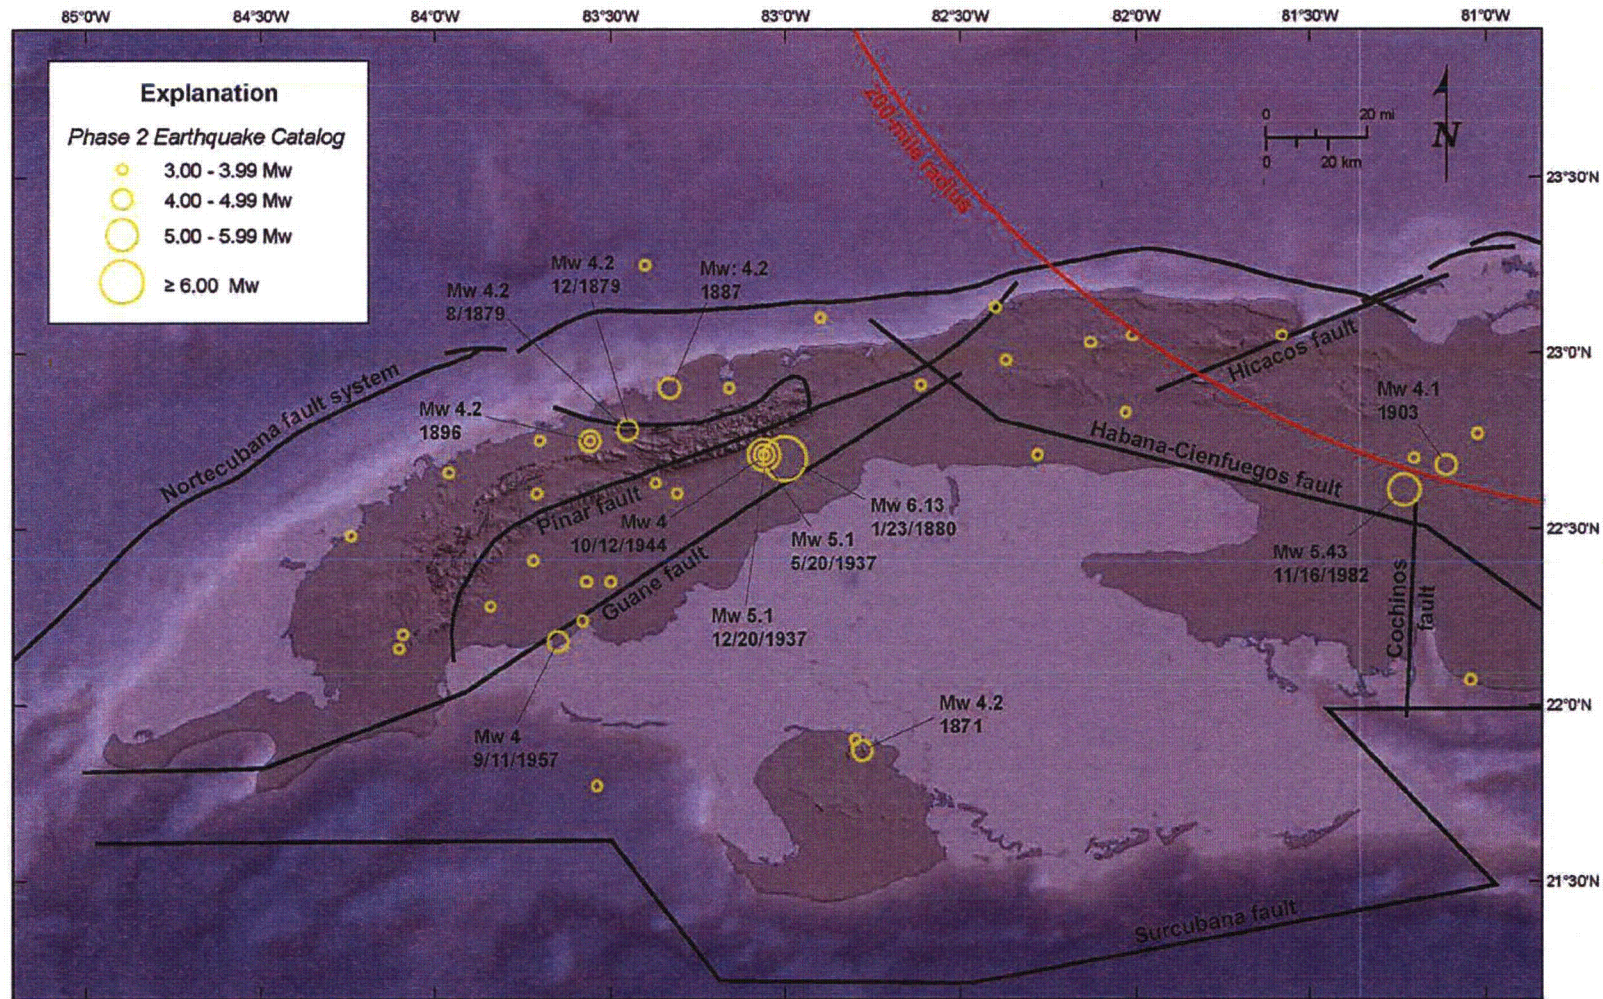 85°0'W 84°30'W 84°0'W 83°30'W 83°0'W 82°30'W 82°0'W 81°30'W 81°0'W
Explanation
Phase 2 Earthquake Catalog
3.00 - 3.99 Mw
4.00 - 4.99 Mw
5.00 - 5.99 Mw
≥ 6.00 Mw
200-mile radius
0 20 mi
0 20 km
N
23°30'N
23°0'N
22°30'N
22°0'N
21°30'N
Mw 4.2
8/1879
Mw 4.2
12/1879
Mw: 4.2
1887
Nortecubana fault system
Mw 4.2
1896
Hicacos fault
Mw 4.1
1903
Habana-Cienfuegos fault
Pinar fault
Mw 4
10/12/1944
Guane fault
Mw 6.13
1/23/1880
Mw 5.1
5/20/1937
Mw 5.1
12/20/1937
Mw 5.43
11/16/1982
Cochinos
fault
Mw 4.2
1871
Mw 4
9/11/1957
Surcubana fault